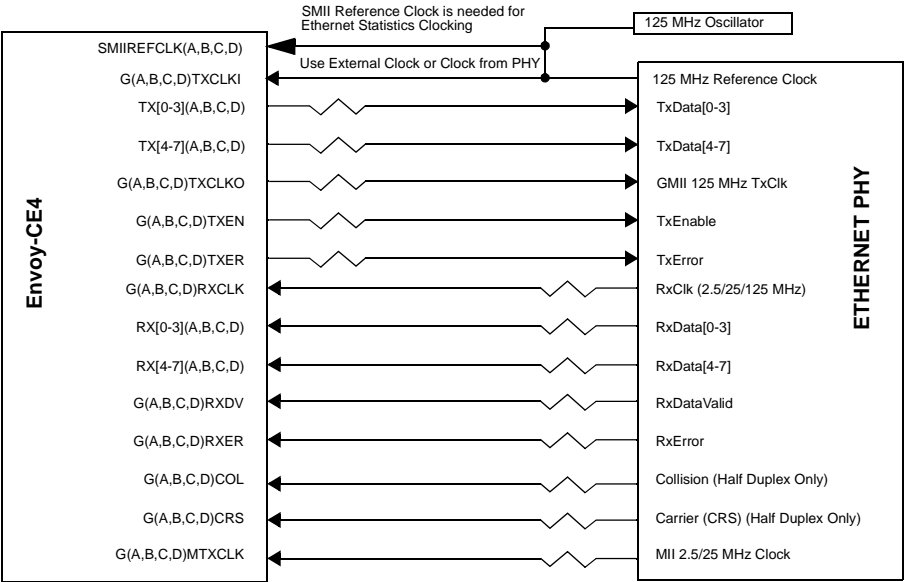 SMII Reference Clock is needed for
Ethernet Statistics Clocking
125 MHz Oscillator
SMIIREFCLK(A,B,C,D)
Use External Clock or Clock from PHY
G(A,B,C,D)TXCLKI
125 MHz Reference Clock
TX[0-3](A,B,C,D)
TxData[0-3]
TX[4-7](A,B,C,D)
TxData[4-7]
G(A,B,C,D)TXCLKO
GMII 125 MHz TxClk
G(A,B,C,D)TXEN
TxEnable
G(A,B,C,D)TXER
TxError
G(A,B,C,D)RXCLK
RxClk (2.5/25/125 MHz)
RX[0-3](A,B,C,D)
RxData[0-3]
RX[4-7](A,B,C,D)
RxData[4-7]
G(A,B,C,D)RXDV
RxDataValid
G(A,B,C,D)RXER
RxError
G(A,B,C,D)COL
Collision (Half Duplex Only)
G(A,B,C,D)CRS
Carrier (CRS) (Half Duplex Only)
G(A,B,C,D)MTXCLK
MII 2.5/25 MHz Clock
Envoy-CE4
ETHERNET PHY